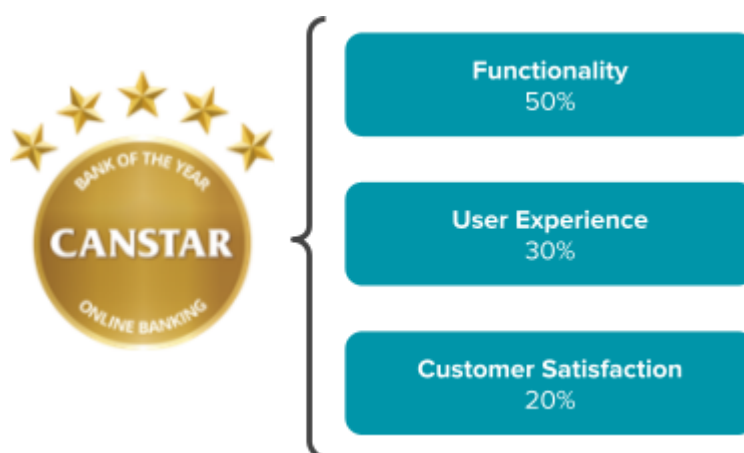 BANK OF THE YEAR
CANSTAR
ONLINE BANKING
Functionality
50%
User Experience
30%
Customer Satisfaction
20%